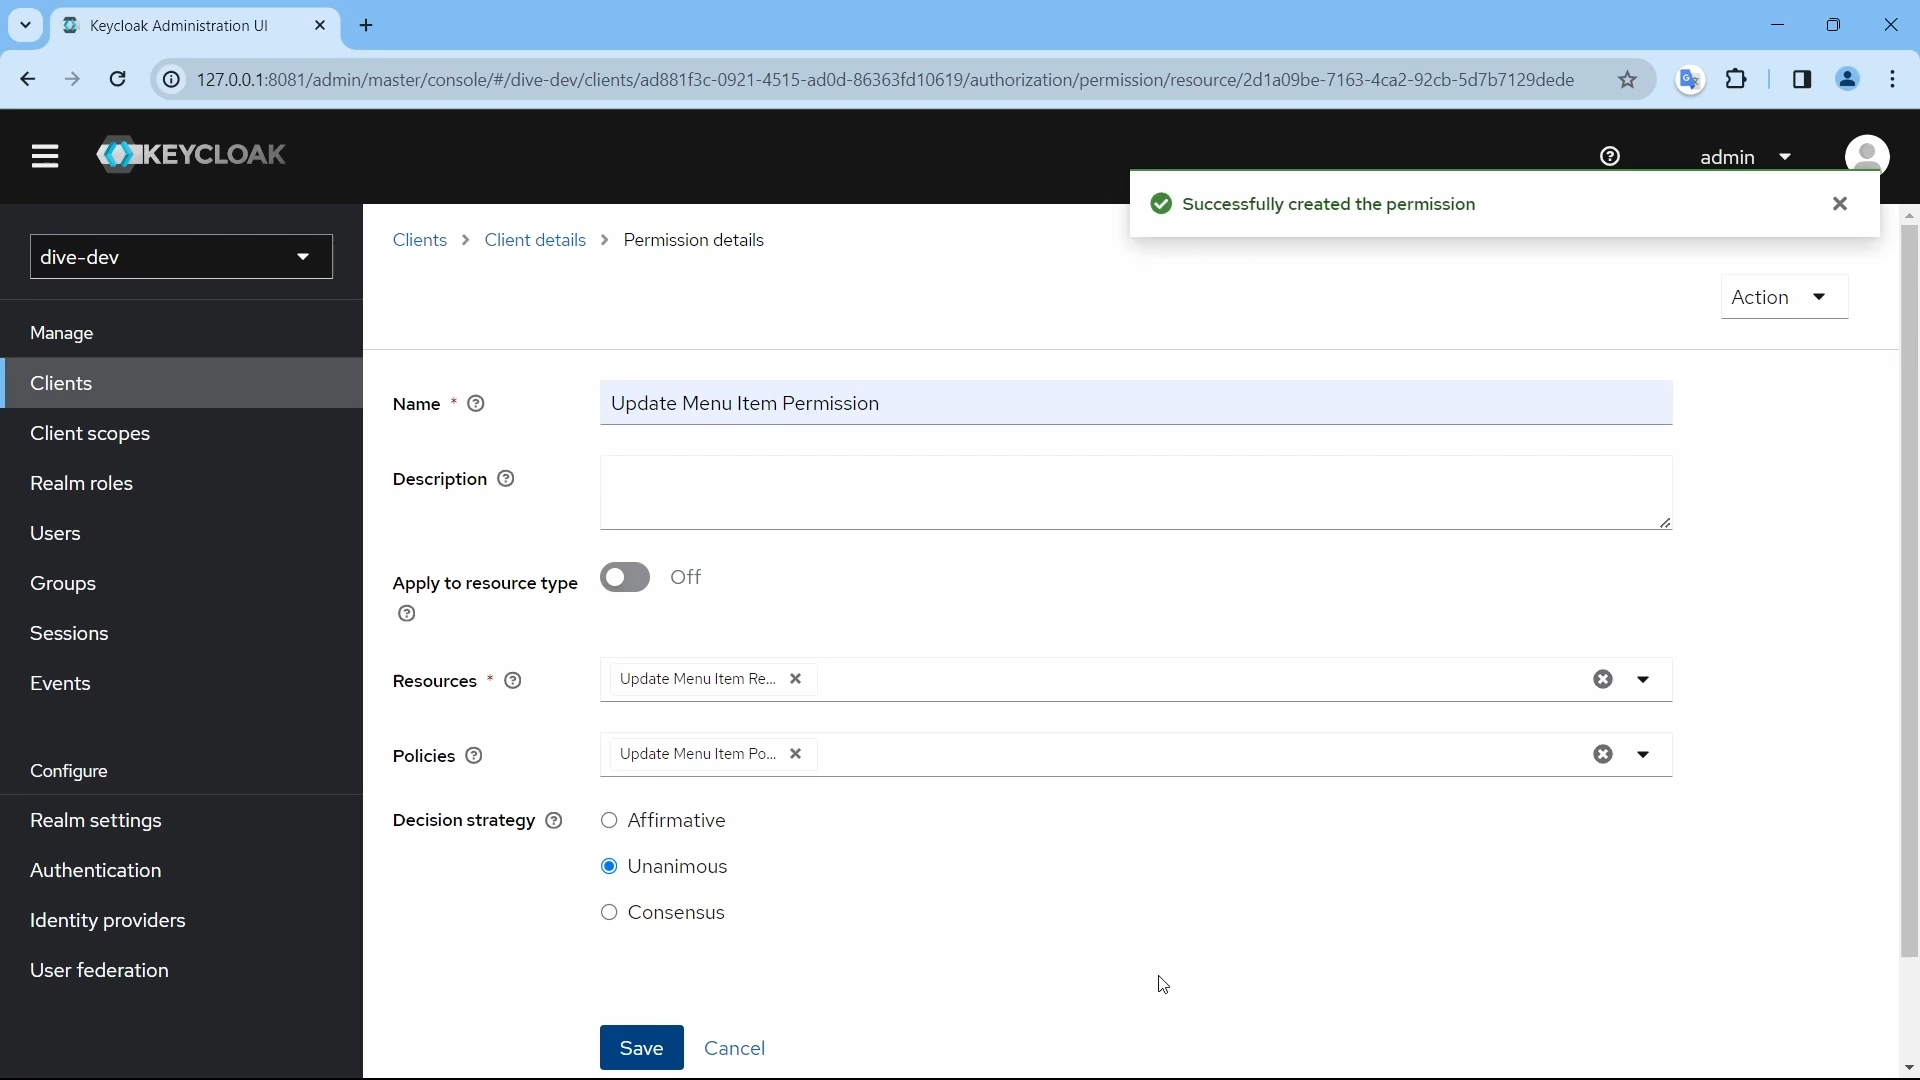 Keycloak Administration UI
127.0.0.1:8081/admin/master/console/#/dive-dev/clients/ad881f3c-0921-4515-ad0d-86363fd10619/authorization/permission/resource/2d1a09be-7163-4ca2-92cb-5d7b7129dede
KEYCLOAK
admin
Successfully created the permission
dive-dev
Manage
Clients
Client scopes
Realm roles
Users
Groups
Sessions
Events
Configure
Realm settings
Authentication
Identity providers
User federation
Clients > Client details > Permission details
Action
Name *
Update Menu Item Permission
Description
Apply to resource type
Off
Resources *
Update Menu Item Re...
Policies
Update Menu Item Po...
Decision strategy
Affirmative
Unanimous
Consensus
Save
Cancel